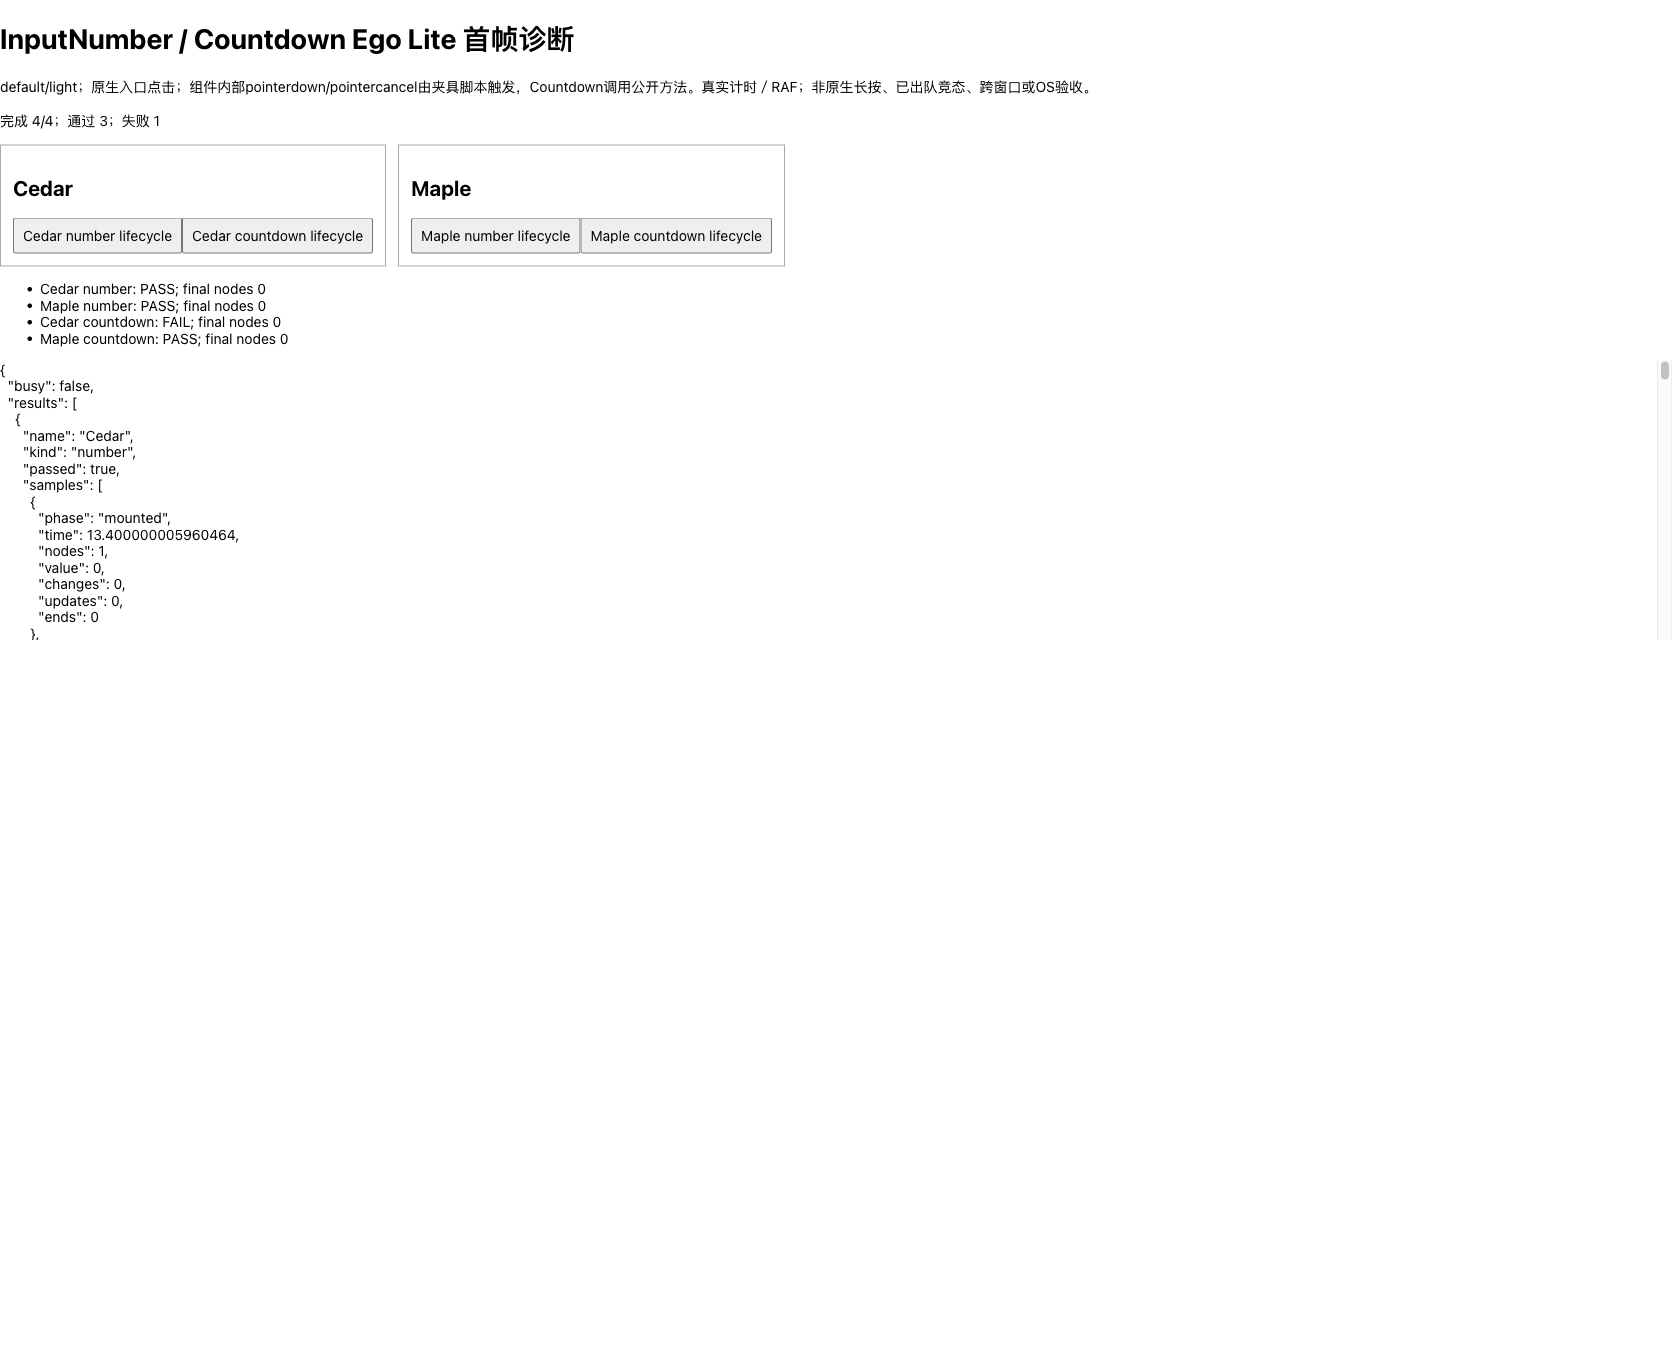 InputNumber / Countdown Ego Lite 首帧诊断
default/light；原生入口点击；组件内部pointerdown/pointercancel由夹具脚本触发，Countdown调用公开方法。真实计时 / RAF；非原生长按、已出队竞态、跨窗口或OS验收。
完成 4/4；通过 3；失败 1
Cedar
Cedar number lifecycle
Cedar countdown lifecycle
Maple
Maple number lifecycle
Maple countdown lifecycle
• Cedar number: PASS; final nodes 0
• Maple number: PASS; final nodes 0
• Cedar countdown: FAIL; final nodes 0
• Maple countdown: PASS; final nodes 0
{
"busy": false,
"results": [
{
"name": "Cedar",
"kind": "number",
"passed": true,
"samples": [
{
"phase": "mounted",
"time": 13.400000005960464,
"nodes": 1,
"value": 0,
"changes": 0,
"updates": 0,
"ends": 0
},